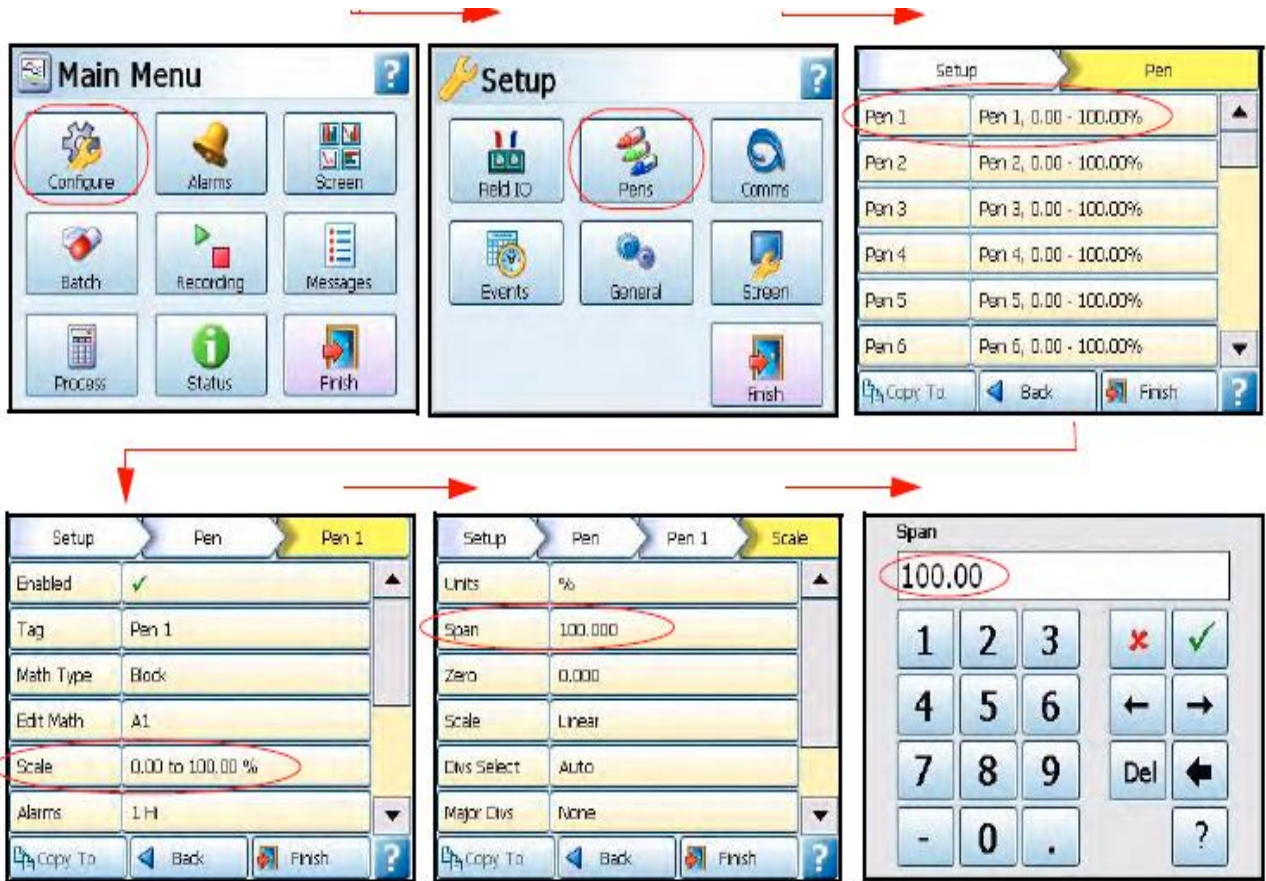 Main Menu ?
Configure Alarms Screen
Batch Recording Messages
Process Status Finish
Setup ?
Field IO Pens Comms
Events General Screen
Finish
Setup Pen
Pen 1 Pen 1, 0.00 - 100.00%
Pen 2 Pen 2, 0.00 - 100.00%
Pen 3 Pen 3, 0.00 - 100.00%
Pen 4 Pen 4, 0.00 - 100.00%
Pen 5 Pen 5, 0.00 - 100.00%
Pen 6 Pen 6, 0.00 - 100.00%
Copy To Back Finish ?
Setup Pen Pen 1
Enabled ✓
Tag Pen 1
Math Type Block
Edit Math A1
Scale 0.00 to 100.00 %
Alarms 1 Hi
Copy To Back Finish ?
Setup Pen Pen 1 Scale
Units %
Span 100.000
Zero 0.000
Scale Linear
Divs Select Auto
Major Divs None
Copy To Back Finish ?
Span
100.00
1 2 3 ✗ ✓
4 5 6 ← →
7 8 9 Del 🡄
- 0 . ?